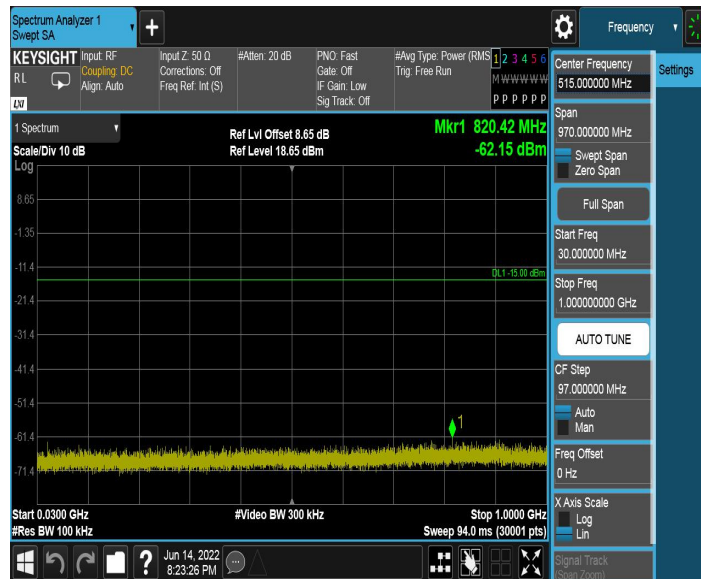 Spectrum Analyzer 1
Swept SA
+
Frequency
KEYSIGHT
RL
LXI
Input: RF
Coupling: DC
Align: Auto
Input Z: 50 Ω
Corrections: Off
Freq Ref: Int (S)
#Atten: 20 dB
PNO: Fast
Gate: Off
IF Gain: Low
Sig Track: Off
#Avg Type: Power (RMS
Trig: Free Run
1 2 3 4 5 6
M W W W W W
P P P P P P
1 Spectrum
Scale/Div 10 dB
Log
Ref Lvl Offset 8.65 dB
Ref Level 18.65 dBm
Mkr1 820.42 MHz
-62.15 dBm
8.65
-1.35
-11.4
DL1 -15.00 dBm
-21.4
-31.4
-41.4
-51.4
1
-61.4
-71.4
Start 0.0300 GHz
#Res BW 100 kHz
#Video BW 300 kHz
Stop 1.0000 GHz
Sweep 94.0 ms (30001 pts)
?
Jun 14, 2022
8:23:26 PM
Center Frequency
515.000000 MHz
Settings
Span
970.000000 MHz
Swept Span
Zero Span
Full Span
Start Freq
30.000000 MHz
Stop Freq
1.000000000 GHz
AUTO TUNE
CF Step
97.000000 MHz
Auto
Man
Freq Offset
0 Hz
X Axis Scale
Log
Lin
Signal Track
(Span Zoom)